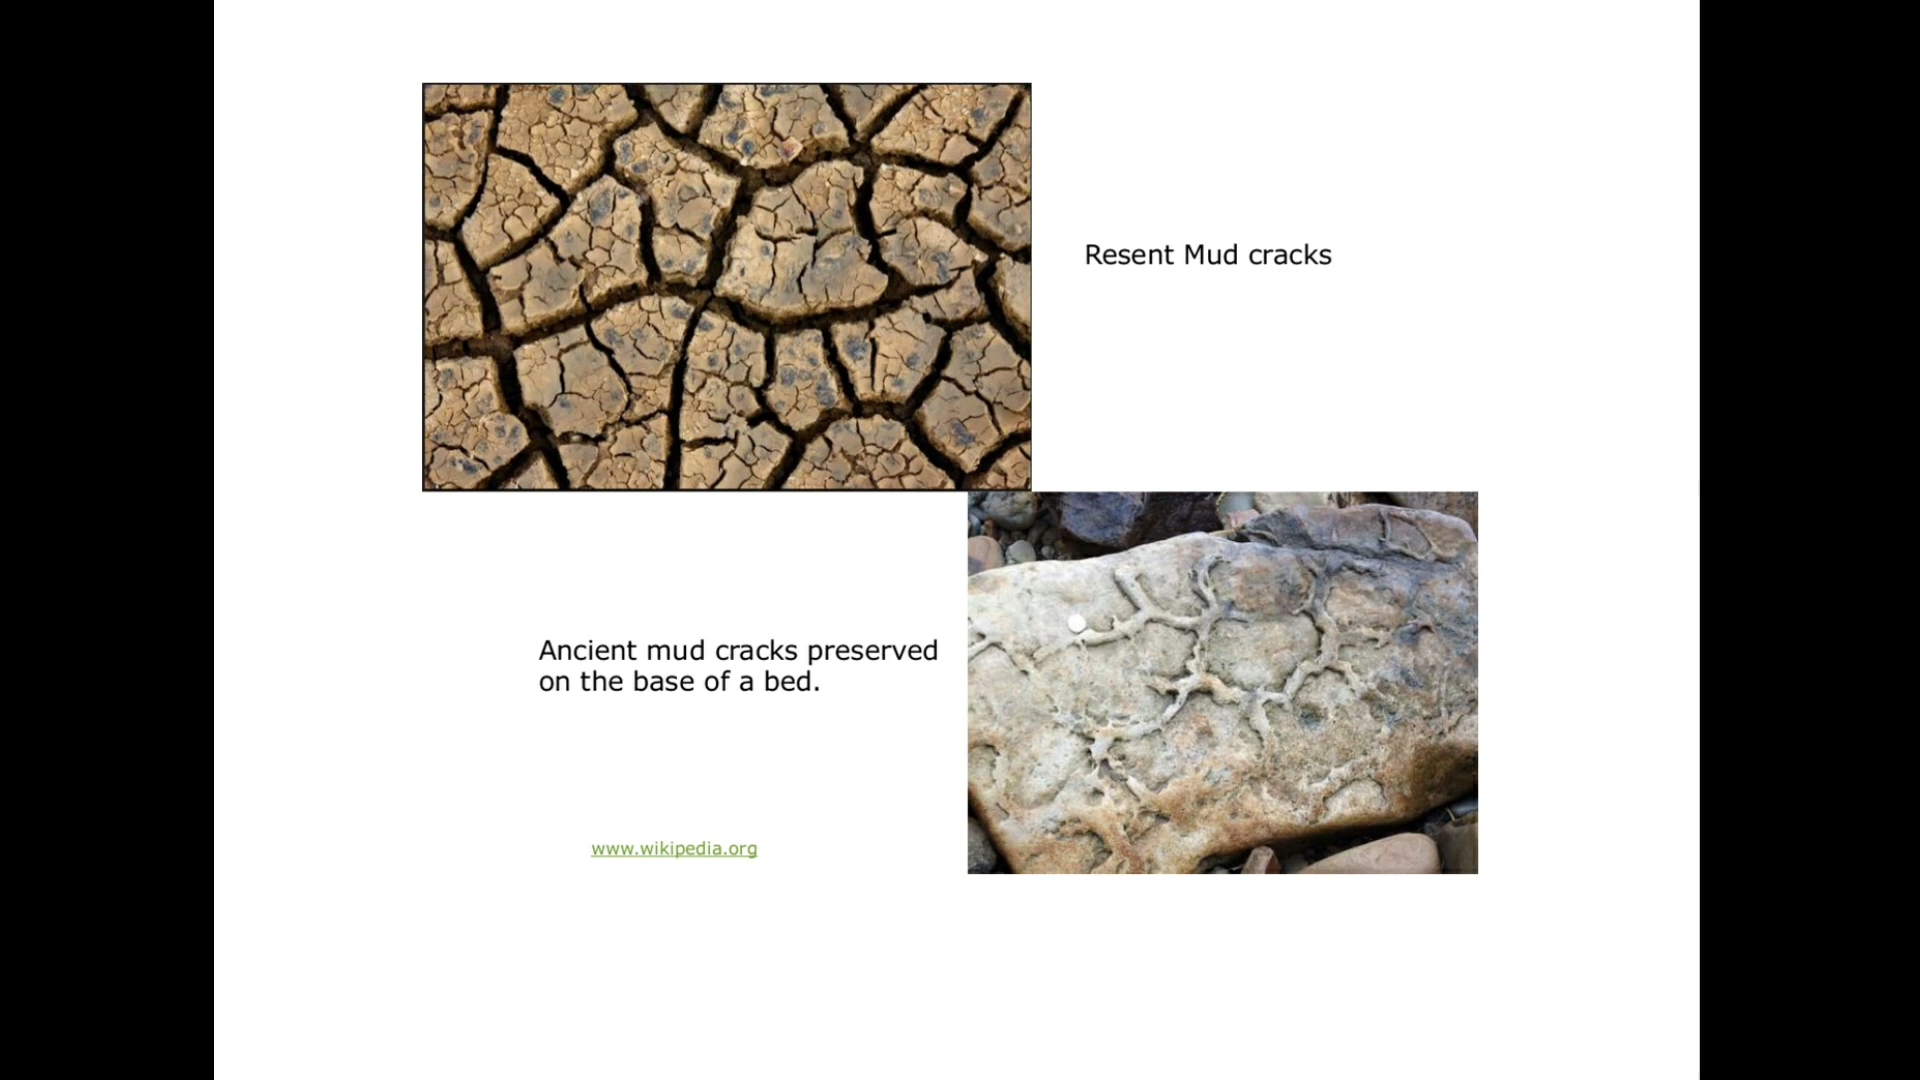 Resent Mud cracks
Ancient mud cracks preserved
on the base of a bed.
www.wikipedia.org